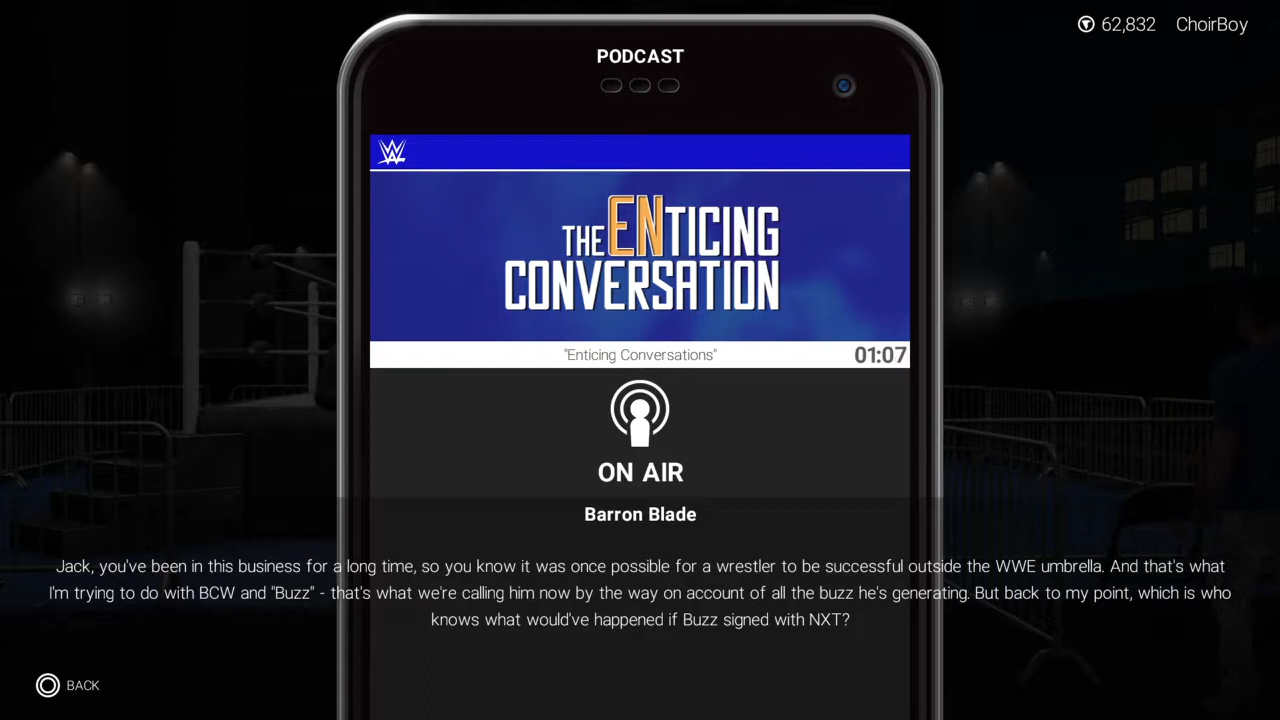 PODCAST
62,832 ChoirBoy
W
THE ENTICING
CONVERSATION
"Enticing Conversations" 01:07
ON AIR
Barron Blade
Jack, you've been in this business for a long time, so you know it was once possible for a wrestler to be successful outside the WWE umbrella. And that's what
I'm trying to do with BCW and "Buzz" - that's what we're calling him now by the way on account of all the buzz he's generating. But back to my point, which is who
knows what would've happened if Buzz signed with NXT?
BACK